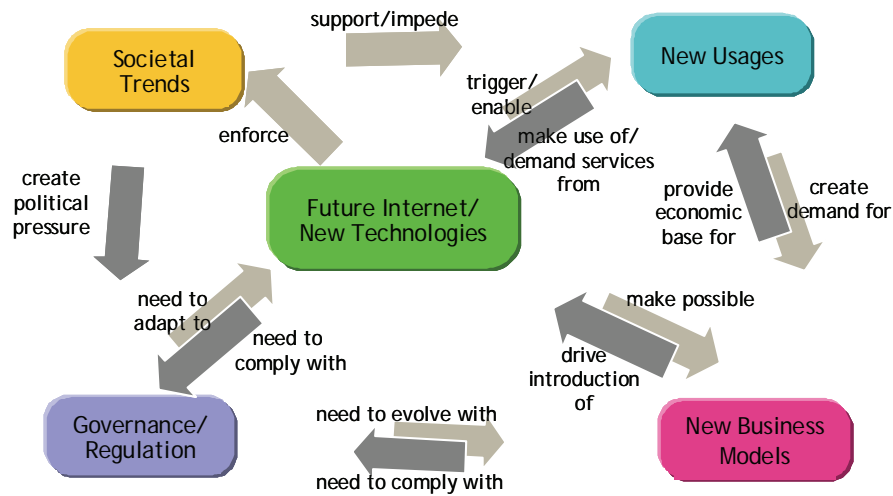 support/impede
Societal
Trends
New Usages
trigger/
enable
enforce
make use of/
demand services
from
create
political
pressure
Future Internet/
New Technologies
provide
economic
base for
create
demand for
need to
adapt to
need to
comply with
make possible
drive
introduction
of
Governance/
Regulation
need to evolve with
need to comply with
New Business
Models